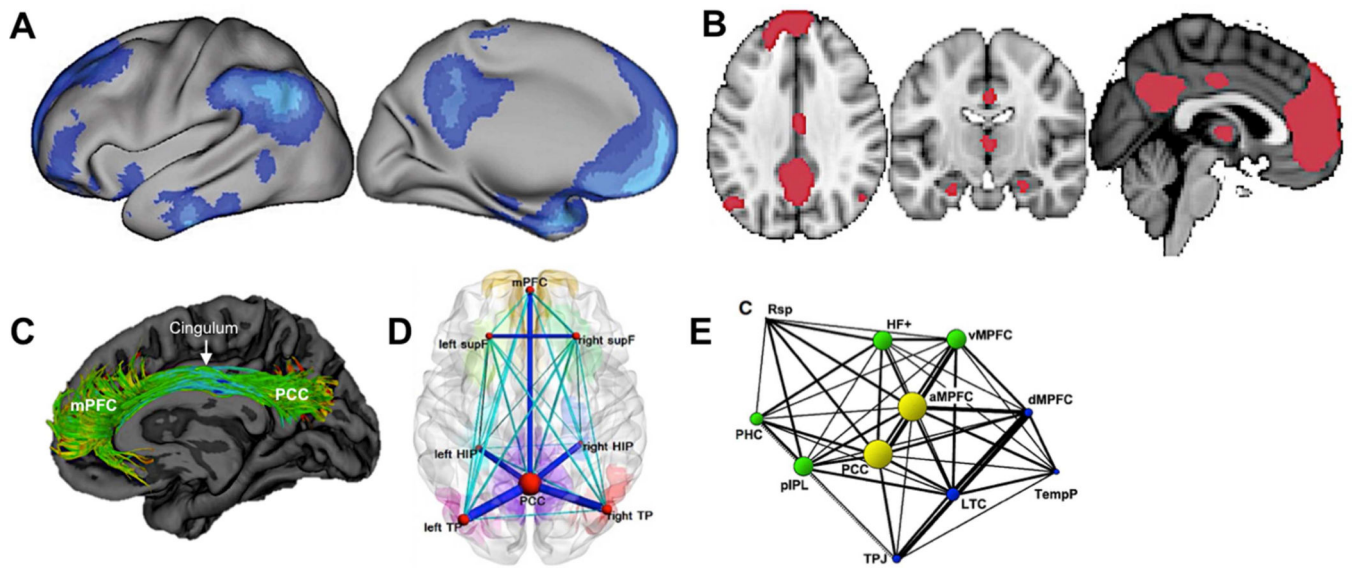 A
B
C
Cingulum
mPFC
PCC
D
mPFC
left supF
right supF
left HIP
right HIP
PCC
left TP
right TP
E
C
Rsp
HF+
vMPFC
aMPFC
dMPFC
PHC
PCC
pIPL
TempP
LTC
TPJ